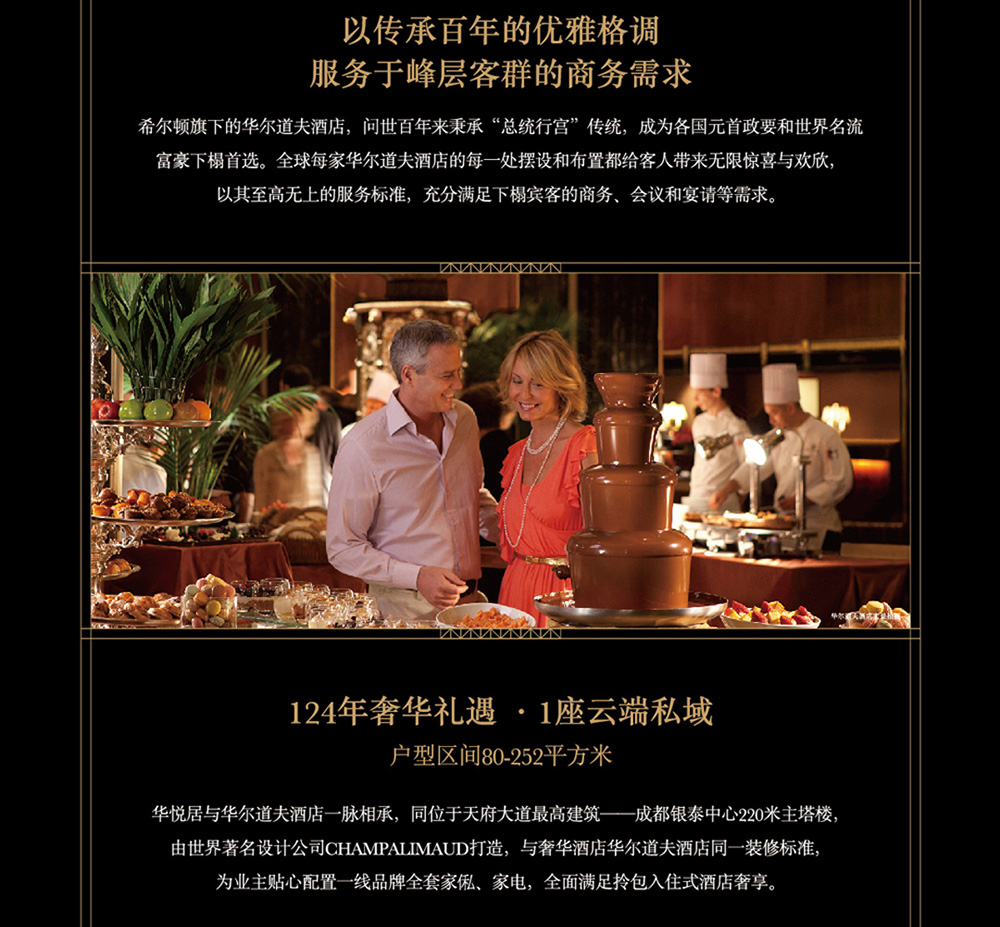 以传承百年的优雅格调
服务于峰层客群的商务需求
希尔顿旗下的华尔道夫酒店，问世百年来秉承“总统行宫”传统，成为各国元首政要和世界名流
富豪下榻首选。全球每家华尔道夫酒店的每一处摆设和布置都给客人带来无限惊喜与欢欣，
以其至高无上的服务标准，充分满足下榻宾客的商务、会议和宴请等需求。
华尔道夫酒店实景拍摄
124年奢华礼遇 · 1座云端私域
户型区间80-252平方米
华悦居与华尔道夫酒店一脉相承，同位于天府大道最高建筑——成都银泰中心220米主塔楼，
由世界著名设计公司CHAMPALIMAUD打造，与奢华酒店华尔道夫酒店同一装修标准，
为业主贴心配置一线品牌全套家俬、家电，全面满足拎包入住式酒店奢享。